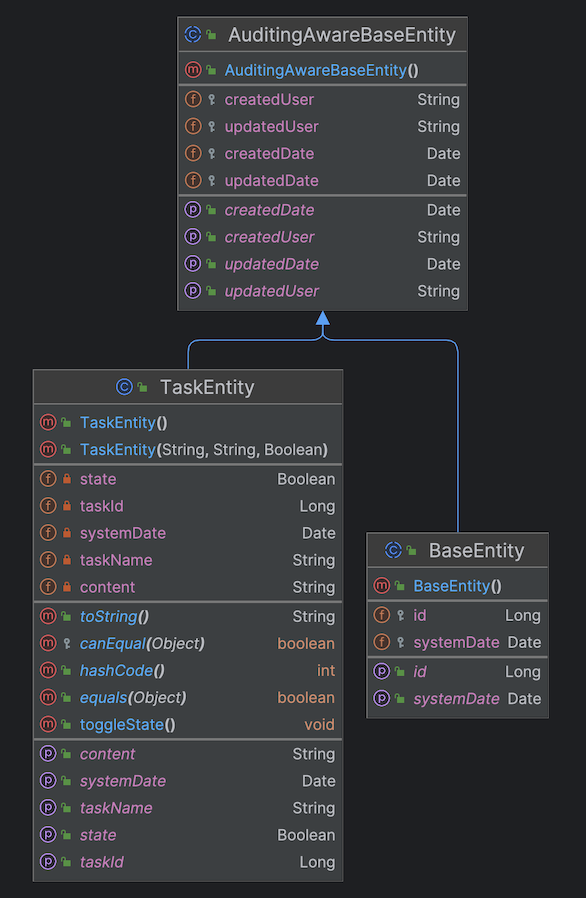 AuditingAwareBaseEntity
AuditingAwareBaseEntity()
createdUser String
updatedUser String
createdDate Date
updatedDate Date
createdDate Date
createdUser String
updatedDate Date
updatedUser String
TaskEntity
TaskEntity()
TaskEntity(String, String, Boolean)
state Boolean
taskId Long
systemDate Date
taskName String
content String
toString() String
canEqual(Object) boolean
hashCode() int
equals(Object) boolean
toggleState() void
content String
systemDate Date
taskName String
state Boolean
taskId Long
BaseEntity
BaseEntity()
id Long
systemDate Date
id Long
systemDate Date